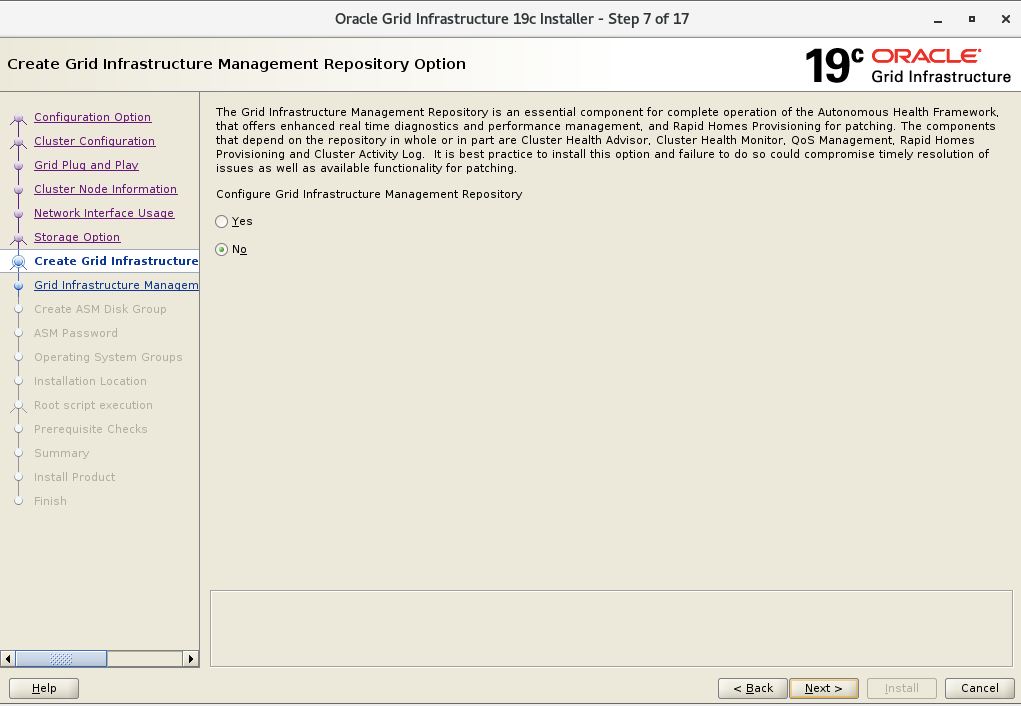 Oracle Grid Infrastructure 19c Installer - Step 7 of 17
Create Grid Infrastructure Management Repository Option
19c ORACLE
Grid Infrastructure
Configuration Option
Cluster Configuration
Grid Plug and Play
Cluster Node Information
Network Interface Usage
Storage Option
Create Grid Infrastructure
Grid Infrastructure Managem
Create ASM Disk Group
ASM Password
Operating System Groups
Installation Location
Root script execution
Prerequisite Checks
Summary
Install Product
Finish
The Grid Infrastructure Management Repository is an essential component for complete operation of the Autonomous Health Framework,
that offers enhanced real time diagnostics and performance management, and Rapid Homes Provisioning for patching. The components
that depend on the repository in whole or in part are Cluster Health Advisor, Cluster Health Monitor, QoS Management, Rapid Homes
Provisioning and Cluster Activity Log.  It is best practice to install this option and failure to do so could compromise timely resolution of
issues as well as available functionality for patching.
Configure Grid Infrastructure Management Repository
Yes
No
Help
< Back
Next >
Install
Cancel